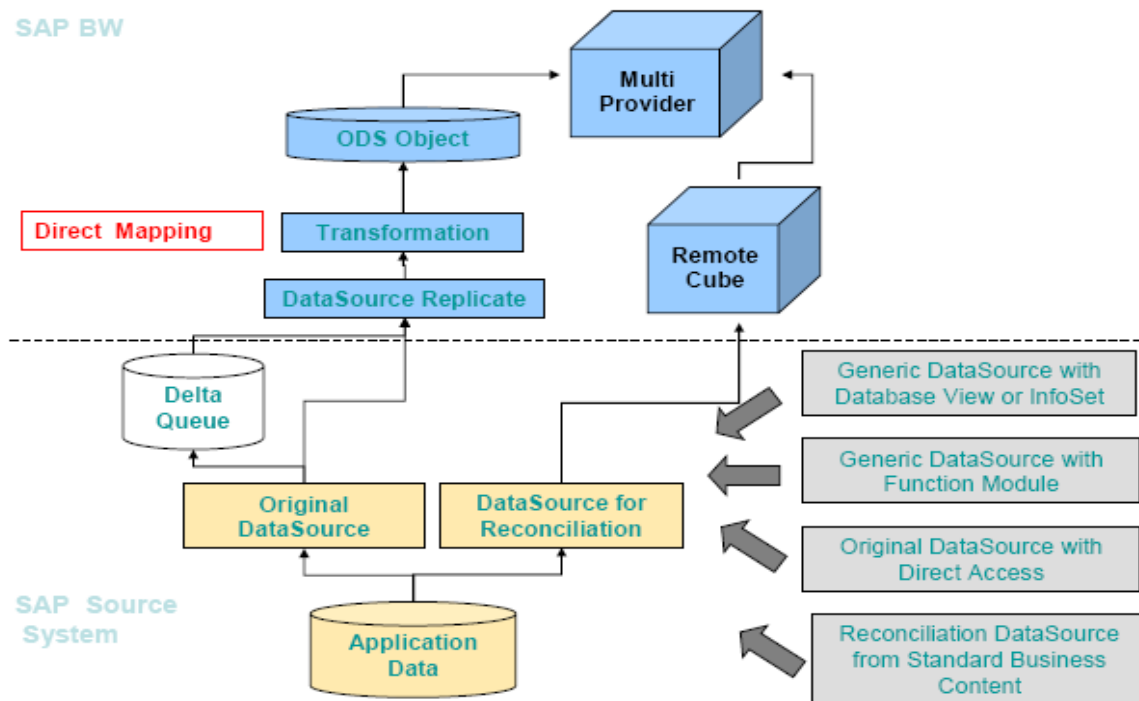 SAP BW
Multi
Provider
ODS Object
Direct Mapping
Transformation
Remote
Cube
DataSource Replicate
Delta
Queue
Generic DataSource with
Database View or InfoSet
Generic DataSource with
Function Module
Original
DataSource
DataSource for
Reconciliation
Original DataSource with
Direct Access
SAP Source
System
Application
Data
Reconciliation DataSource
from Standard Business
Content